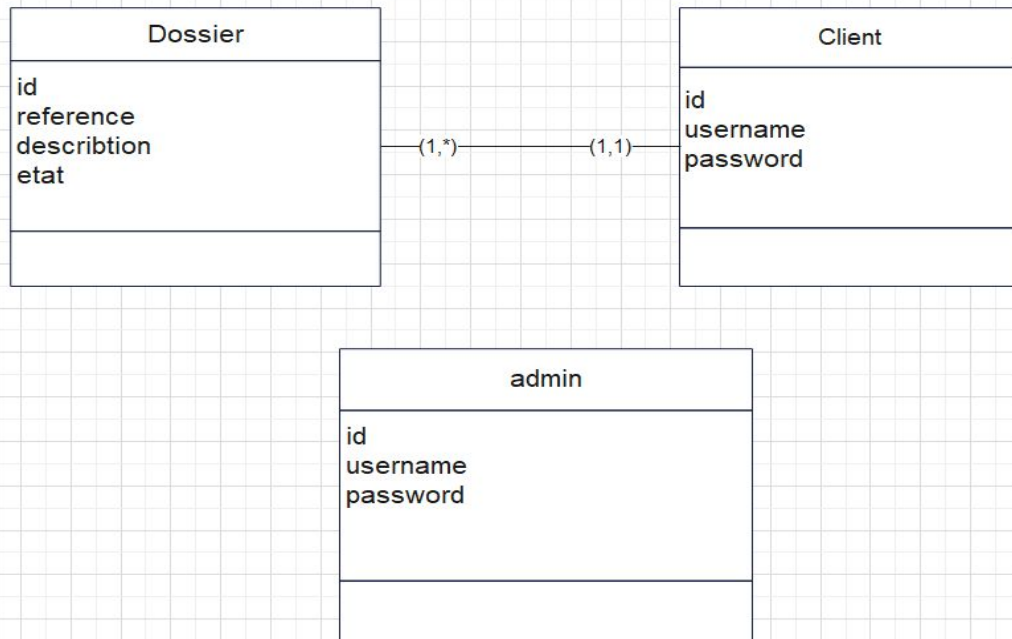 Dossier
id
reference
describtion
etat
(1,*)
(1,1)
Client
id
username
password
admin
id
username
password